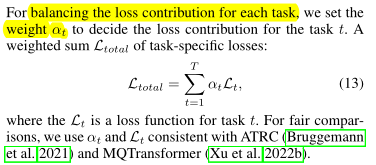 For balancing the loss contribution for each task, we set the
weight αt to decide the loss contribution for the task t. A
weighted sum of task-specific losses:
Ltotal = ∑_{t=1}^{T} αtLt, (13)
where the Lt is a loss function for task t. For fair compar-
isons, we use αt and Lt consistent with ATRC (Bruggemann
et al. 2021) and MQTransformer (Xu et al. 2022b).